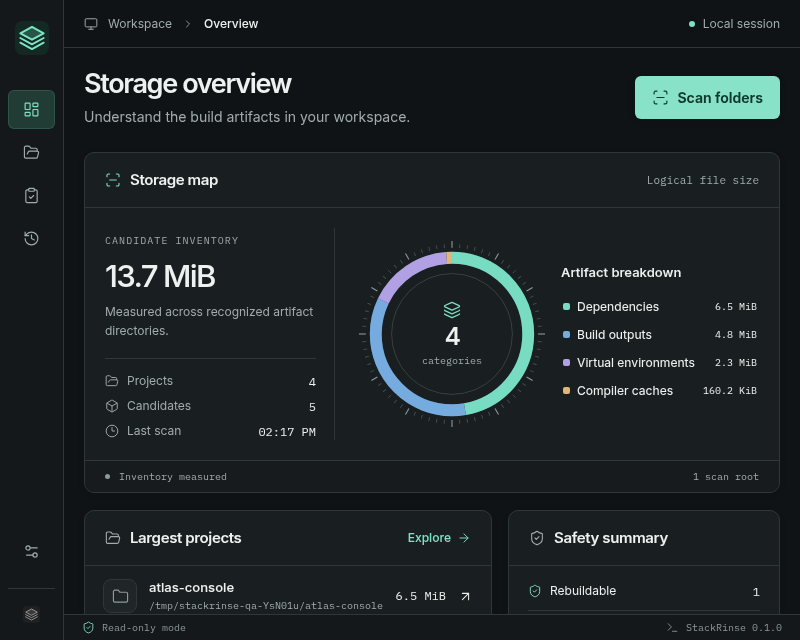 Workspace > Overview
Local session
Storage overview
Understand the build artifacts in your workspace.
Scan folders
Storage map
Logical file size
CANDIDATE INVENTORY
13.7 MiB
Measured across recognized artifact
directories.
Projects 4
Candidates 5
Last scan 02:17 PM
4
categories
Artifact breakdown
Dependencies 6.5 MiB
Build outputs 4.8 MiB
Virtual environments 2.3 MiB
Compiler caches 160.2 KiB
Inventory measured
1 scan root
Largest projects
Explore
atlas-console
/tmp/stackrinse-qa-YsN01u/atlas-console
6.5 MiB
Safety summary
Rebuildable 1
Read-only mode
StackRinse 0.1.0